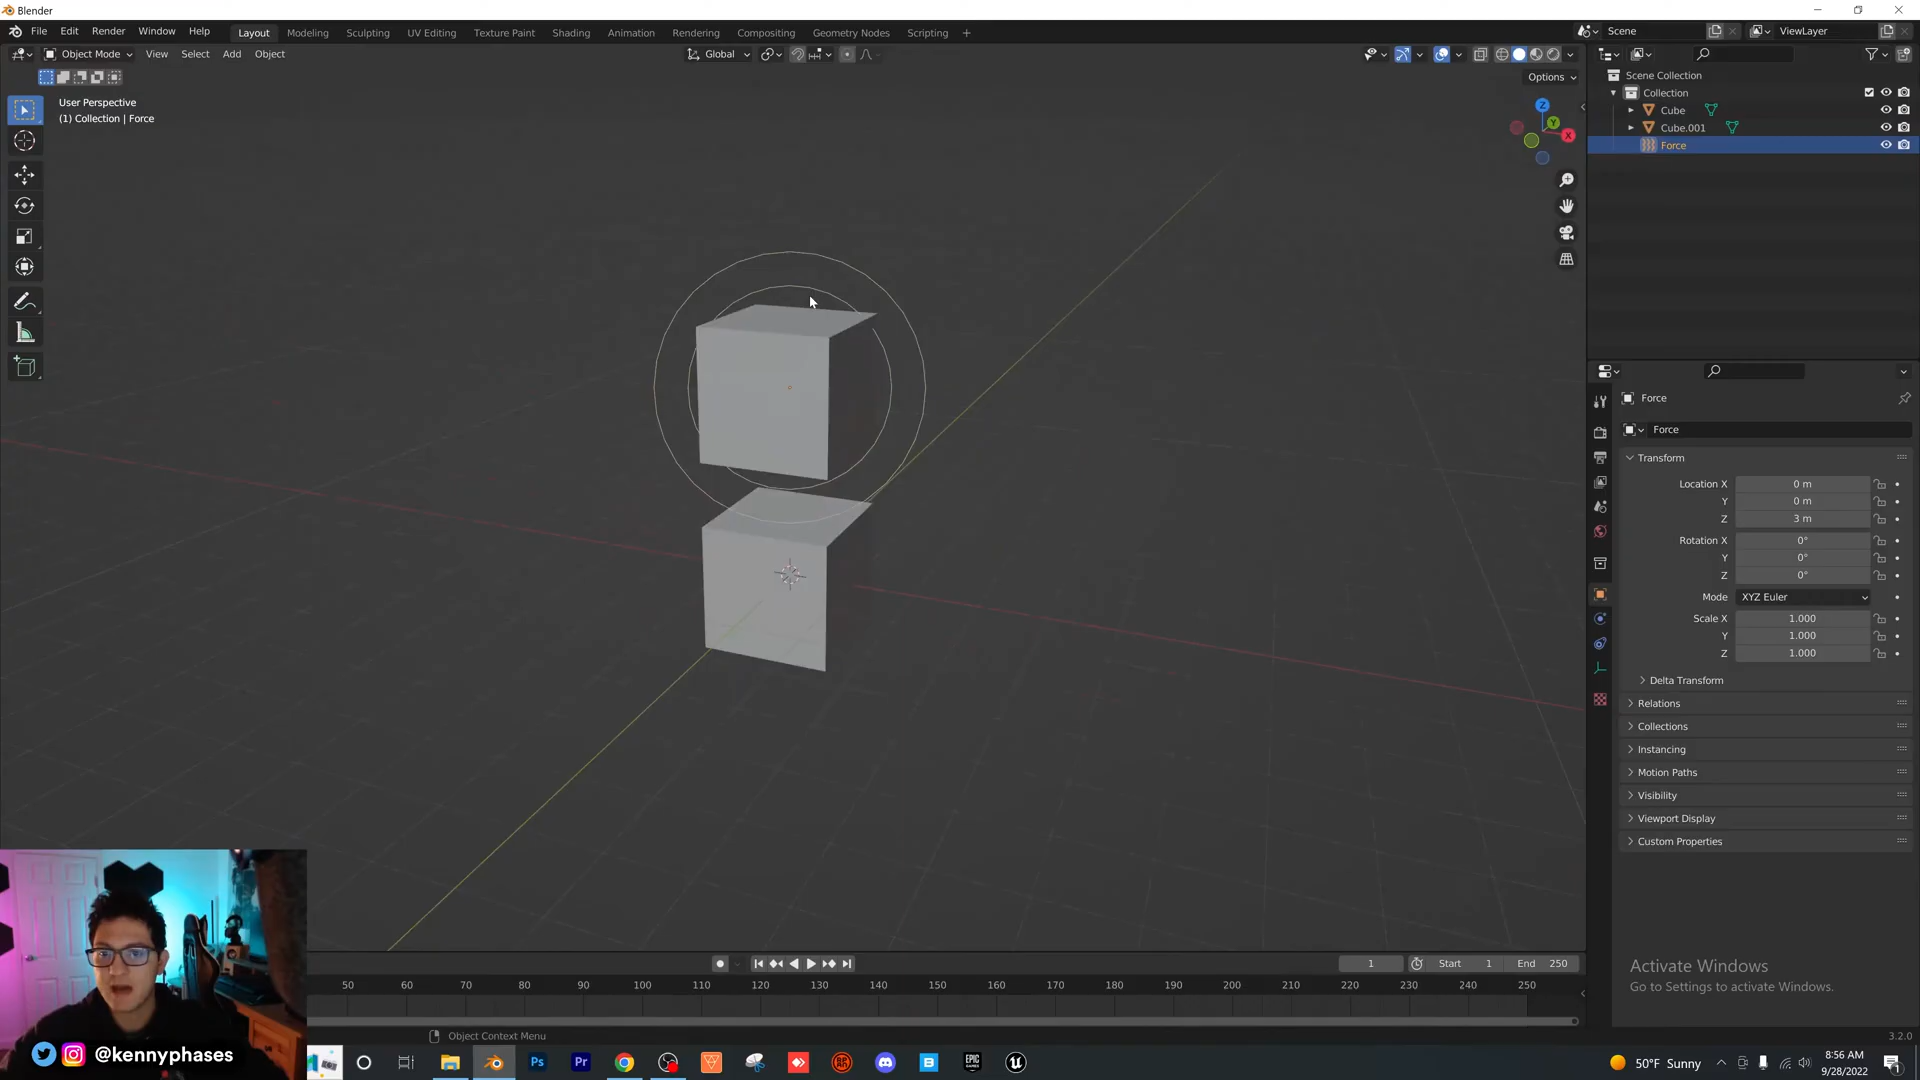 Blender
File Edit Render Window Help
Layout Modeling Sculpting UV Editing Texture Paint Shading Animation Rendering Compositing Geometry Nodes Scripting +
Scene ViewLayer
Object Mode View Select Add Object
Global
Options
User Perspective
(1) Collection | Force
Z
Y
X
Scene Collection
Collection
Cube
Cube.001
Force
Force
Force
Transform
Location X 0 m
Y 0 m
Z 3 m
Rotation X 0°
Y 0°
Z 0°
Mode XYZ Euler
Scale X 1.000
Y 1.000
Z 1.000
Delta Transform
Relations
Collections
Instancing
Motion Paths
Visibility
Viewport Display
Custom Properties
Activate Windows
Go to Settings to activate Windows.
1 Start 1 End 250
50 60 70 80 90 100 110 120 130 140 150 160 170 180 190 200 210 220 230 240 250
Object Context Menu
3.2.0
@kennyphases
Ps Pr B EPIC GAMES
50°F Sunny
8:56 AM
9/28/2022
1